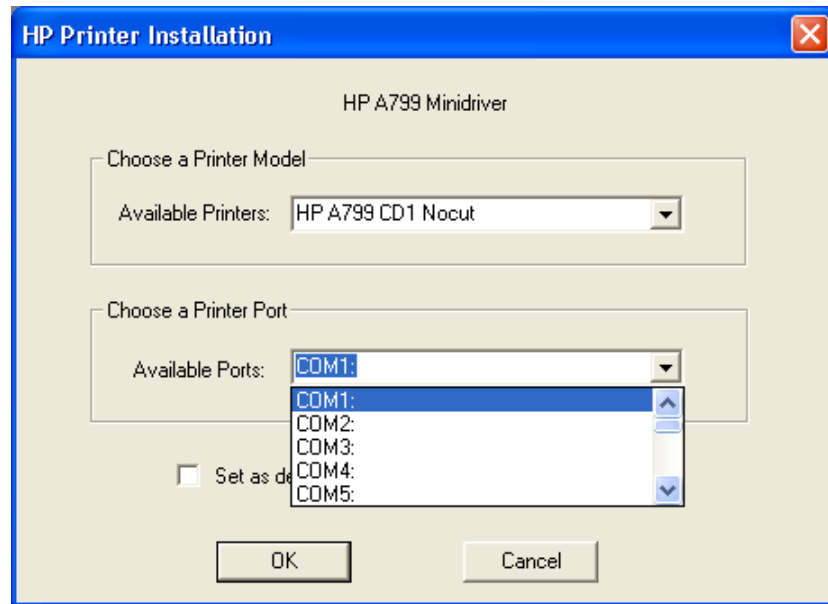 HP Printer Installation
HP A799 Minidriver
Choose a Printer Model
Available Printers: HP A799 CD1 Nocut
Choose a Printer Port
Available Ports: COM1:
COM1:
COM2:
COM3:
COM4:
COM5:
Set as
OK Cancel